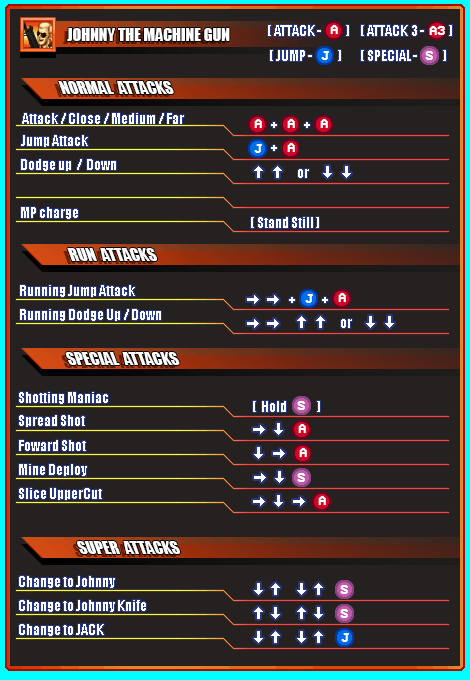 JOHNNY THE MACHINE GUN
[ ATTACK - A ] [ ATTACK 3 - A3 ]
[ JUMP - J ] [ SPECIAL - S ]
NORMAL ATTACKS
Attack / Close / Medium / Far A + A + A
Jump Attack J + A
Dodge up / Down ↑ ↑ or ↓ ↓
MP charge [ Stand Still ]
RUN ATTACKS
Running Jump Attack → → + J + A
Running Dodge Up / Down → → ↑ ↑ or ↓ ↓
SPECIAL ATTACKS
Shotting Maniac [ Hold S ]
Spread Shot → ↓ A
Foward Shot ↓ → A
Mine Deploy → ↓ S
Slice UpperCut → ↓ → A
SUPER ATTACKS
Change to Johnny ↓ ↑ ↓ ↑ S
Change to Johnny Knife ↑ ↓ ↑ ↓ S
Change to JACK ↓ ↑ ↓ ↑ J